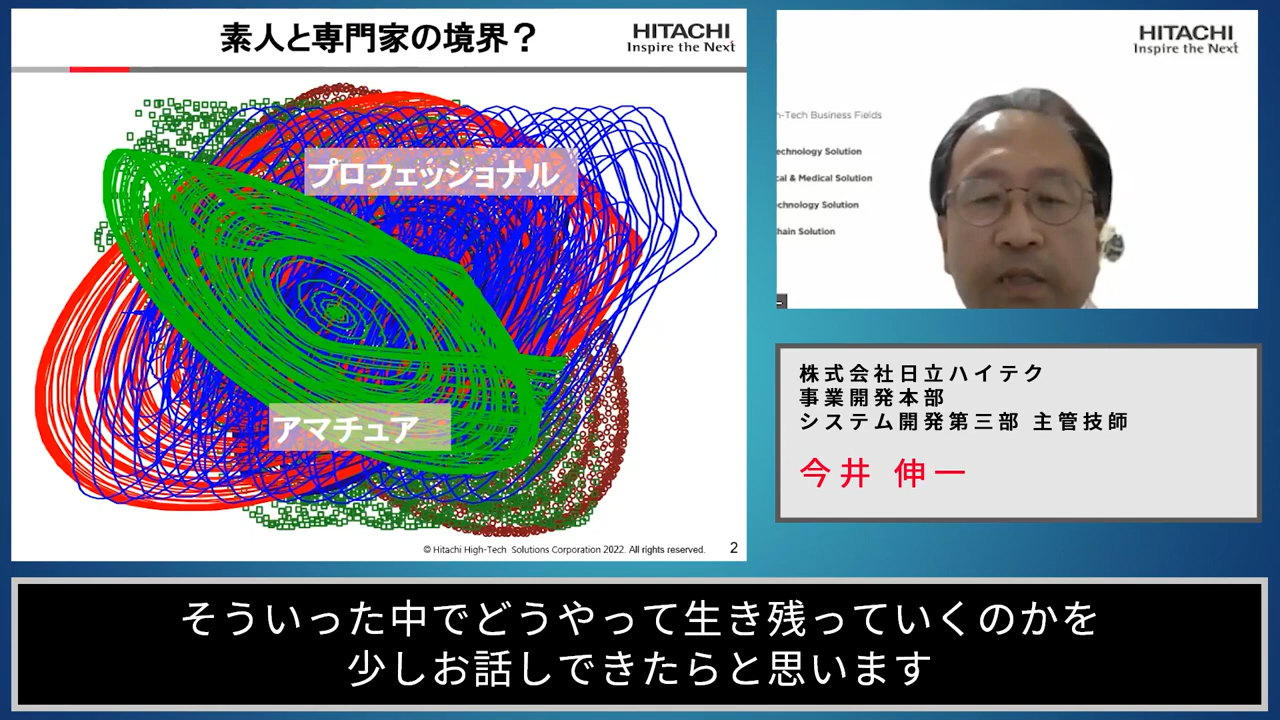 素人と専門家の境界？
HITACHI
Inspire the Next
プロフェッショナル
アマチュア
© Hitachi High-Tech Solutions Corporation 2022. All rights reserved.
2
HITACHI
Inspire the Next
h-Tech Business Fields
echnology Solution
cal & Medical Solution
echnology Solution
hain Solution
株式会社日立ハイテク
事業開発本部
システム開発第三部 主管技師
今井 伸一
そういった中でどうやって生き残っていくのかを
少しお話しできたらと思います